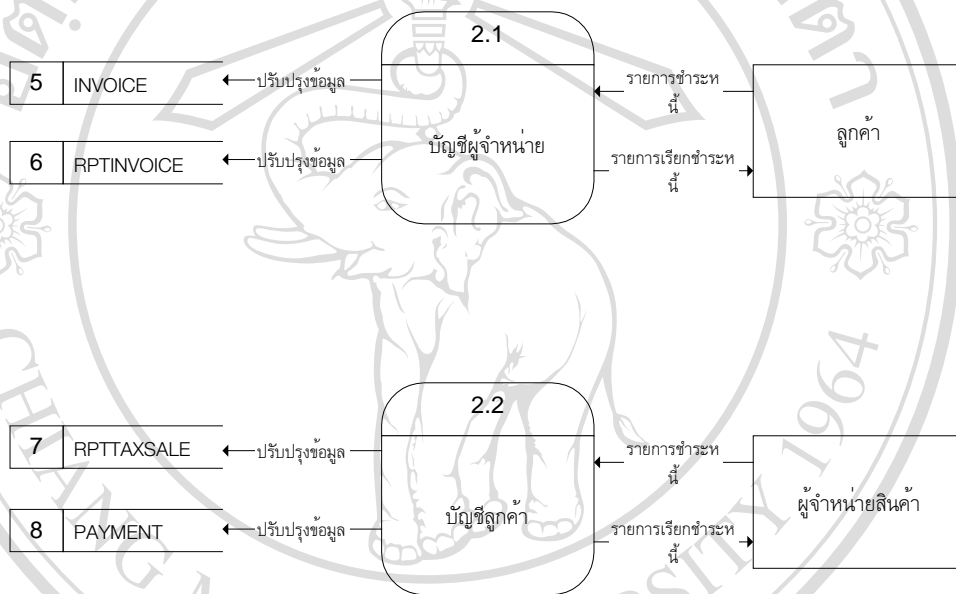 2.1
5 INVOICE
ปรับปรุงข้อมูล
รายการชำระห
นี้
ลูกค้า
บัญชีผู้จำหน่าย
6 RPTINVOICE
ปรับปรุงข้อมูล
รายการเรียกชำระห
นี้
2.2
7 RPTTAXSALE
ปรับปรุงข้อมูล
รายการชำระห
นี้
ผู้จำหน่ายสินค้า
บัญชีลูกค้า
8 PAYMENT
ปรับปรุงข้อมูล
รายการเรียกชำระห
นี้
CHIANG MAI UNIVERSITY 1964